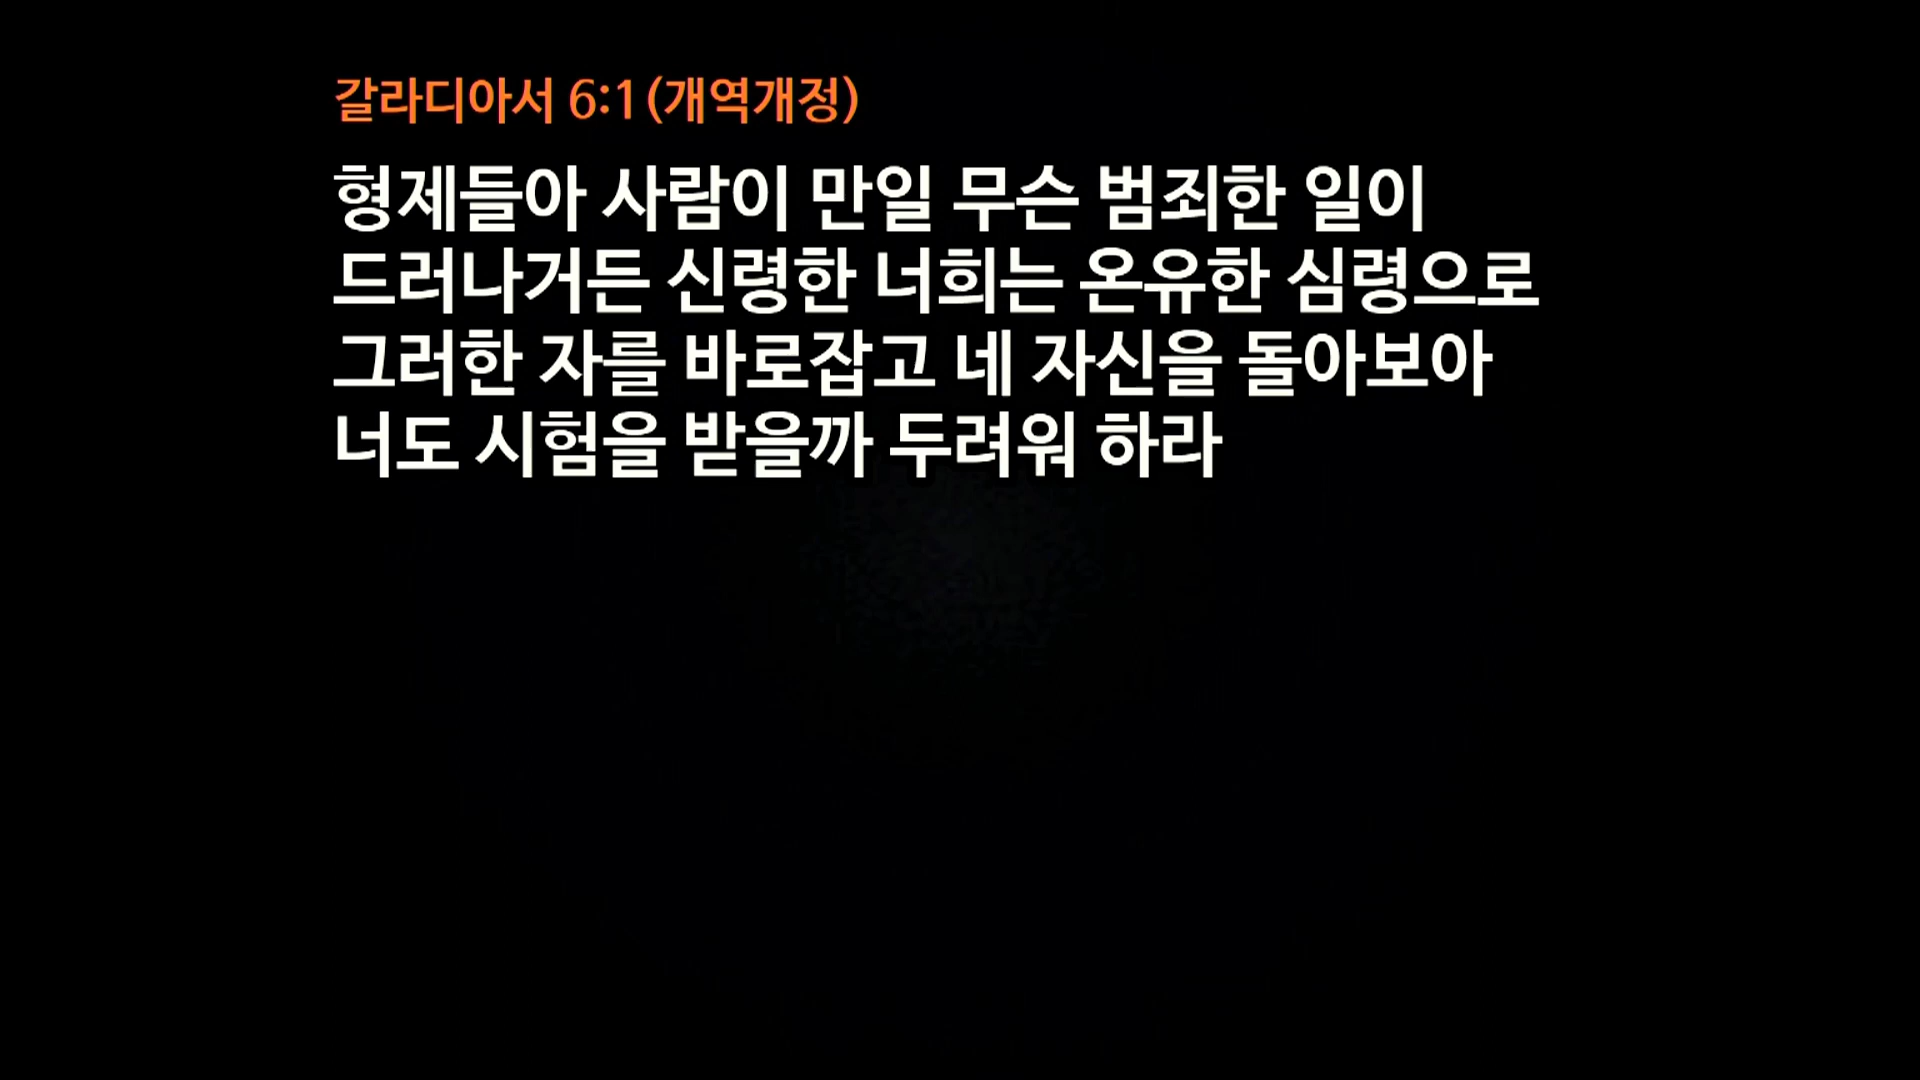 갈라디아서 6:1(개역개정)
형제들아 사람이 만일 무슨 범죄한 일이
드러나거든 신령한 너희는 온유한 심령으로
그러한 자를 바로잡고 네 자신을 돌아보아
너도 시험을 받을까 두려워 하라